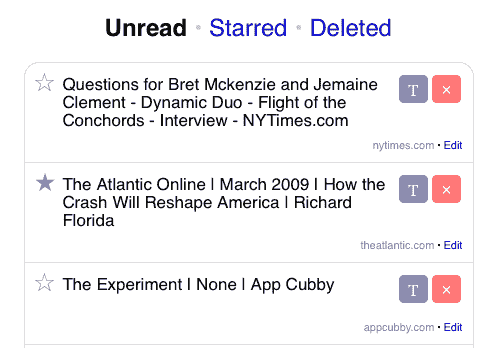 Unread • Starred • Deleted
Questions for Bret Mckenzie and Jemaine
Clement - Dynamic Duo - Flight of the
Conchords - Interview - NYTimes.com
T ×
nytimes.com • Edit
The Atlantic Online | March 2009 | How the
Crash Will Reshape America | Richard
Florida
T ×
theatlantic.com • Edit
The Experiment | None | App Cubby
T ×
appcubby.com • Edit